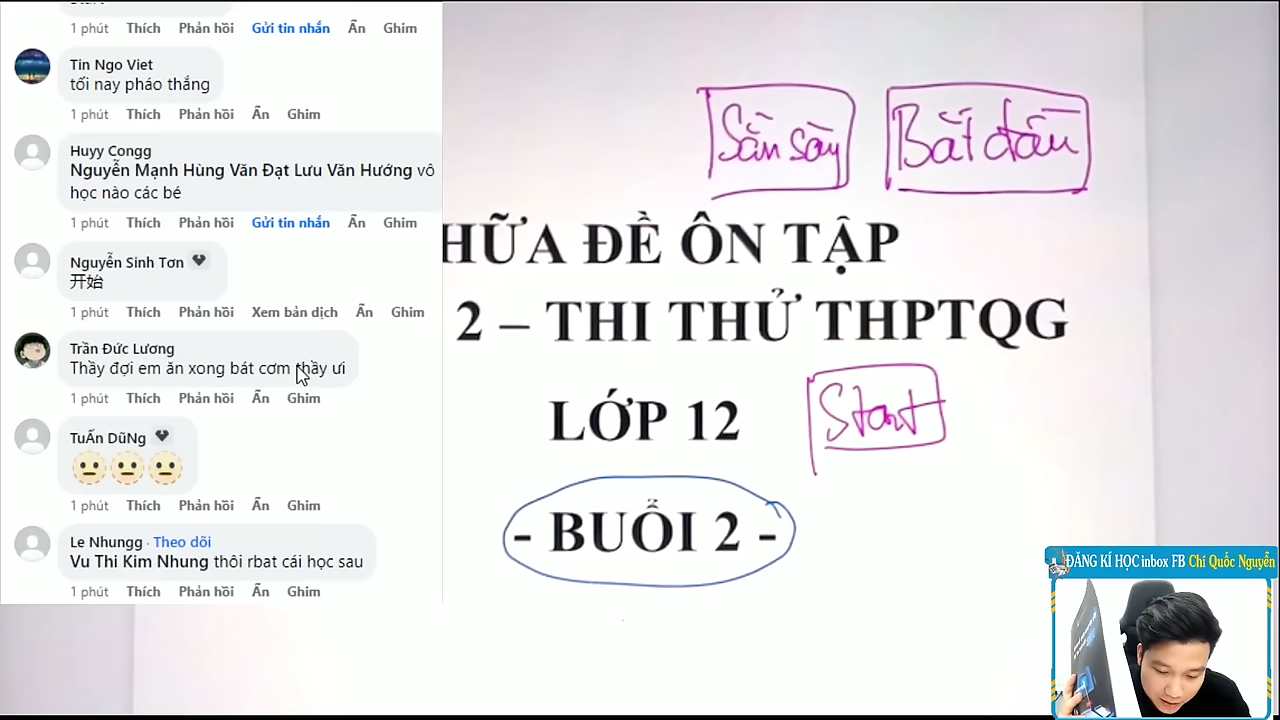 1 phút Thích Phản hồi Gửi tin nhắn Ẩn Ghim
Tin Ngo Viet
tối nay pháo thắng
1 phút Thích Phản hồi Ẩn Ghim
Huyy Congg
Nguyễn Mạnh Hùng Văn Đạt Lưu Văn Hướng vô
học nào các bé
1 phút Thích Phản hồi Gửi tin nhắn Ẩn Ghim
Nguyễn Sinh Tơn
开始
1 phút Thích Phản hồi Xem bản dịch Ẩn Ghim
Trần Đức Lương
Thầy đợi em ăn xong bát cơm thầy ưi
1 phút Thích Phản hồi Ẩn Ghim
TuẤn DũNg
1 phút Thích Phản hồi Ẩn Ghim
Le Nhungg · Theo dõi
Vu Thi Kim Nhung thôi rbat cái học sau
1 phút Thích Phản hồi Ẩn Ghim
Sẵn sàng
Bắt đầu
HỮA ĐỀ ÔN TẬP
2 – THI THỬ THPTQG
LỚP 12
Start
- BUỔI 2 -
ĐĂNG KÍ HỌC inbox FB Chí Quốc Nguyễn